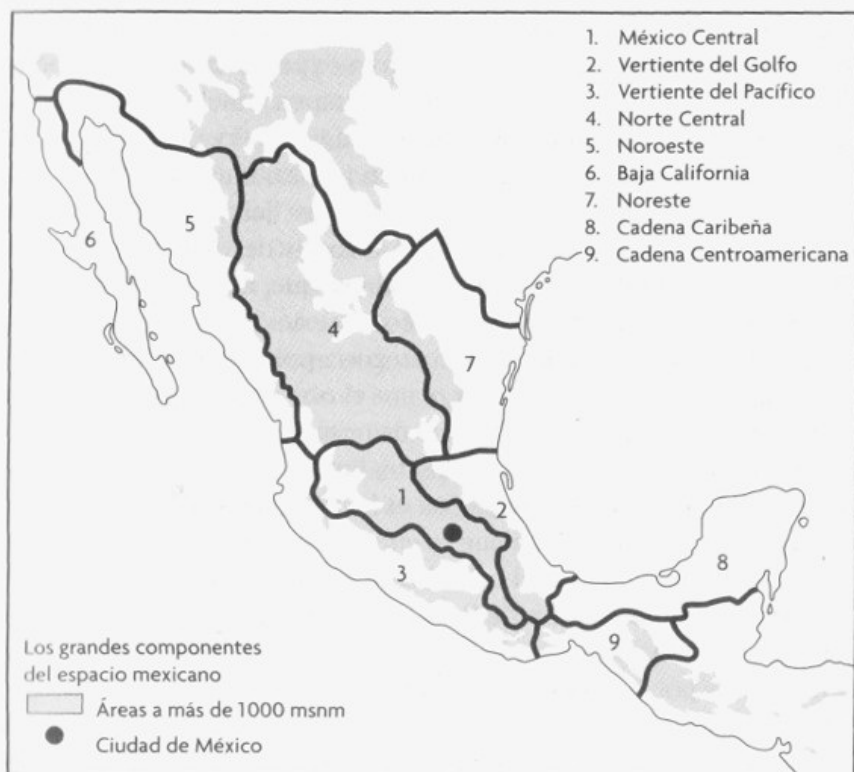 1. México Central
2. Vertiente del Golfo
3. Vertiente del Pacífico
4. Norte Central
5. Noroeste
6. Baja California
7. Noreste
8. Cadena Caribeña
9. Cadena Centroamericana
5
6
4
7
1
2
8
3
9
Los grandes componentes
del espacio mexicano
Áreas a más de 1000 msnm
Ciudad de México